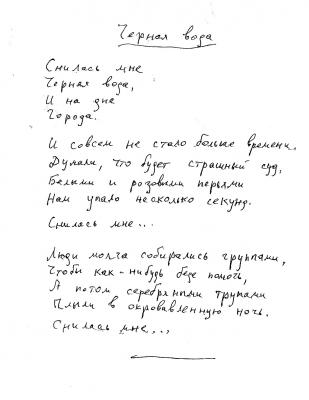 Черная вода
Снилась мне
Черная вода,
И на дне
Города.
И совсем не стало больше времени.
Думали, что будет страшный суд,
Белыми и розовыми перьями
Нам упало несколько секунд.
Снилась мне...
Люди молча собирались группами,
Чтобы как-нибудь беде помочь,
А потом серебряными трупами
Плыли в окровавленную ночь.
Снилась мне...